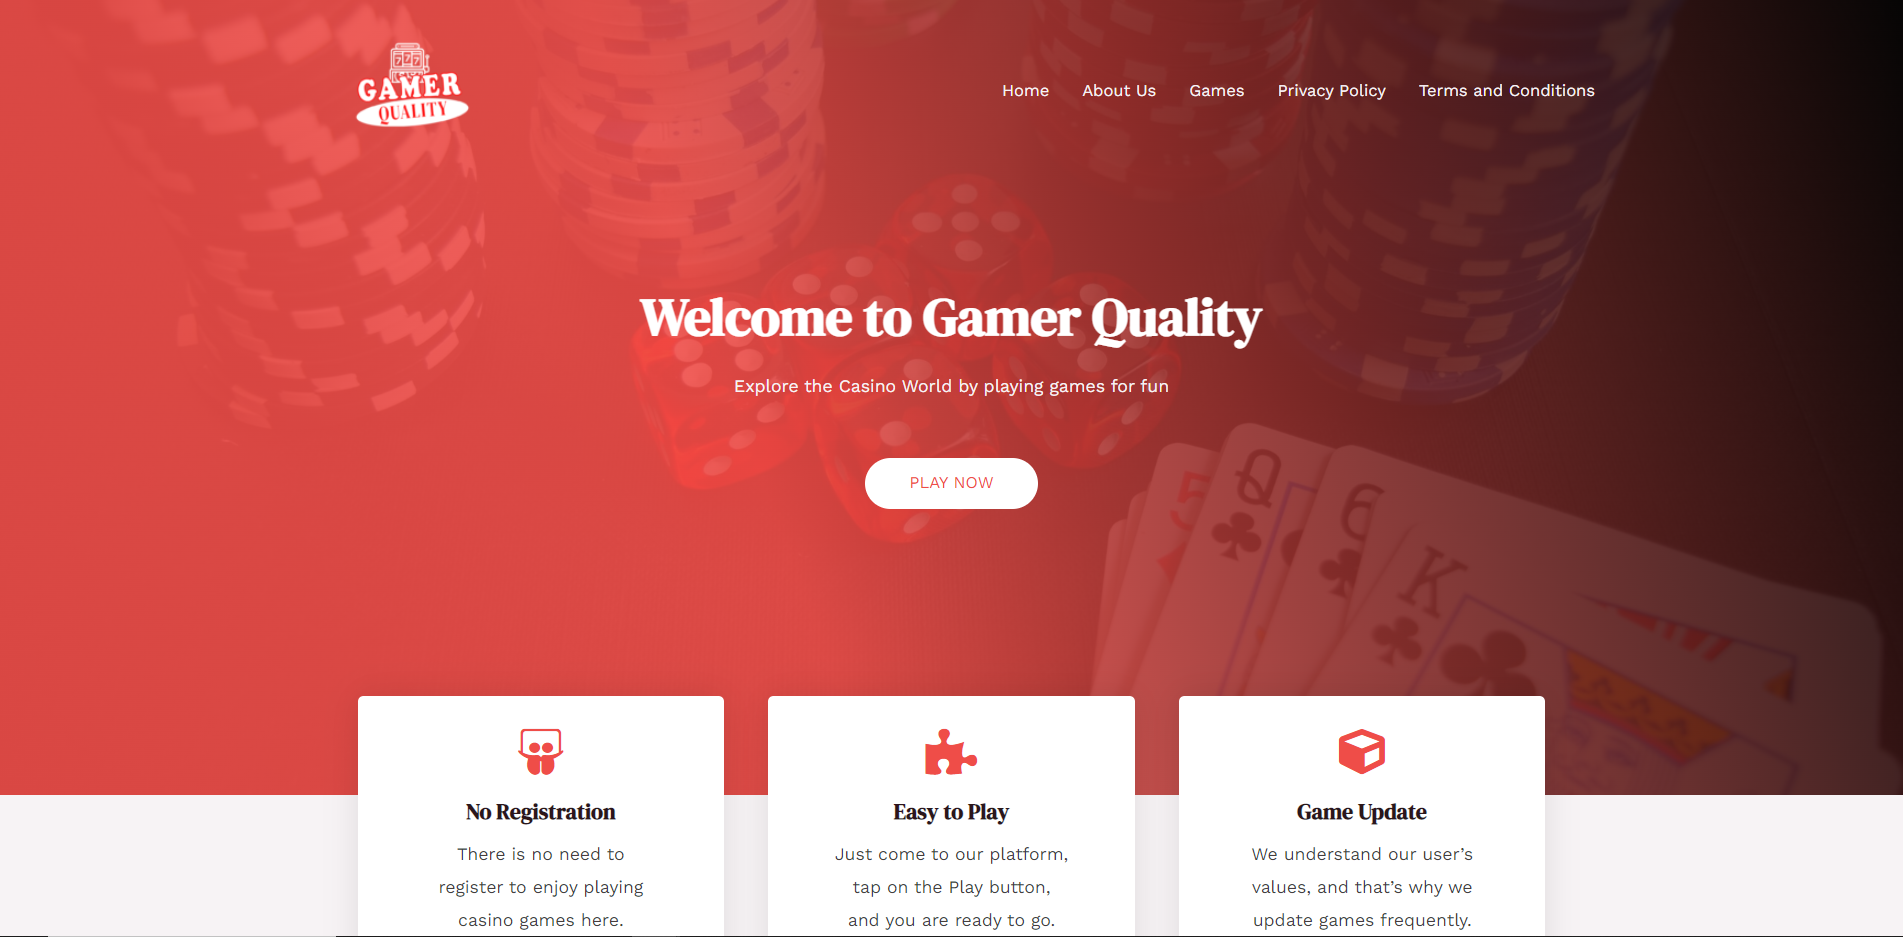 777
GAMER
QUALITY
Home About Us Games Privacy Policy Terms and Conditions
Welcome to Gamer Quality
Explore the Casino World by playing games for fun
PLAY NOW
5
Q
6
K
No Registration
There is no need to
register to enjoy playing
casino games here.
Easy to Play
Just come to our platform,
tap on the Play button,
and you are ready to go.
Game Update
We understand our user’s
values, and that’s why we
update games frequently.